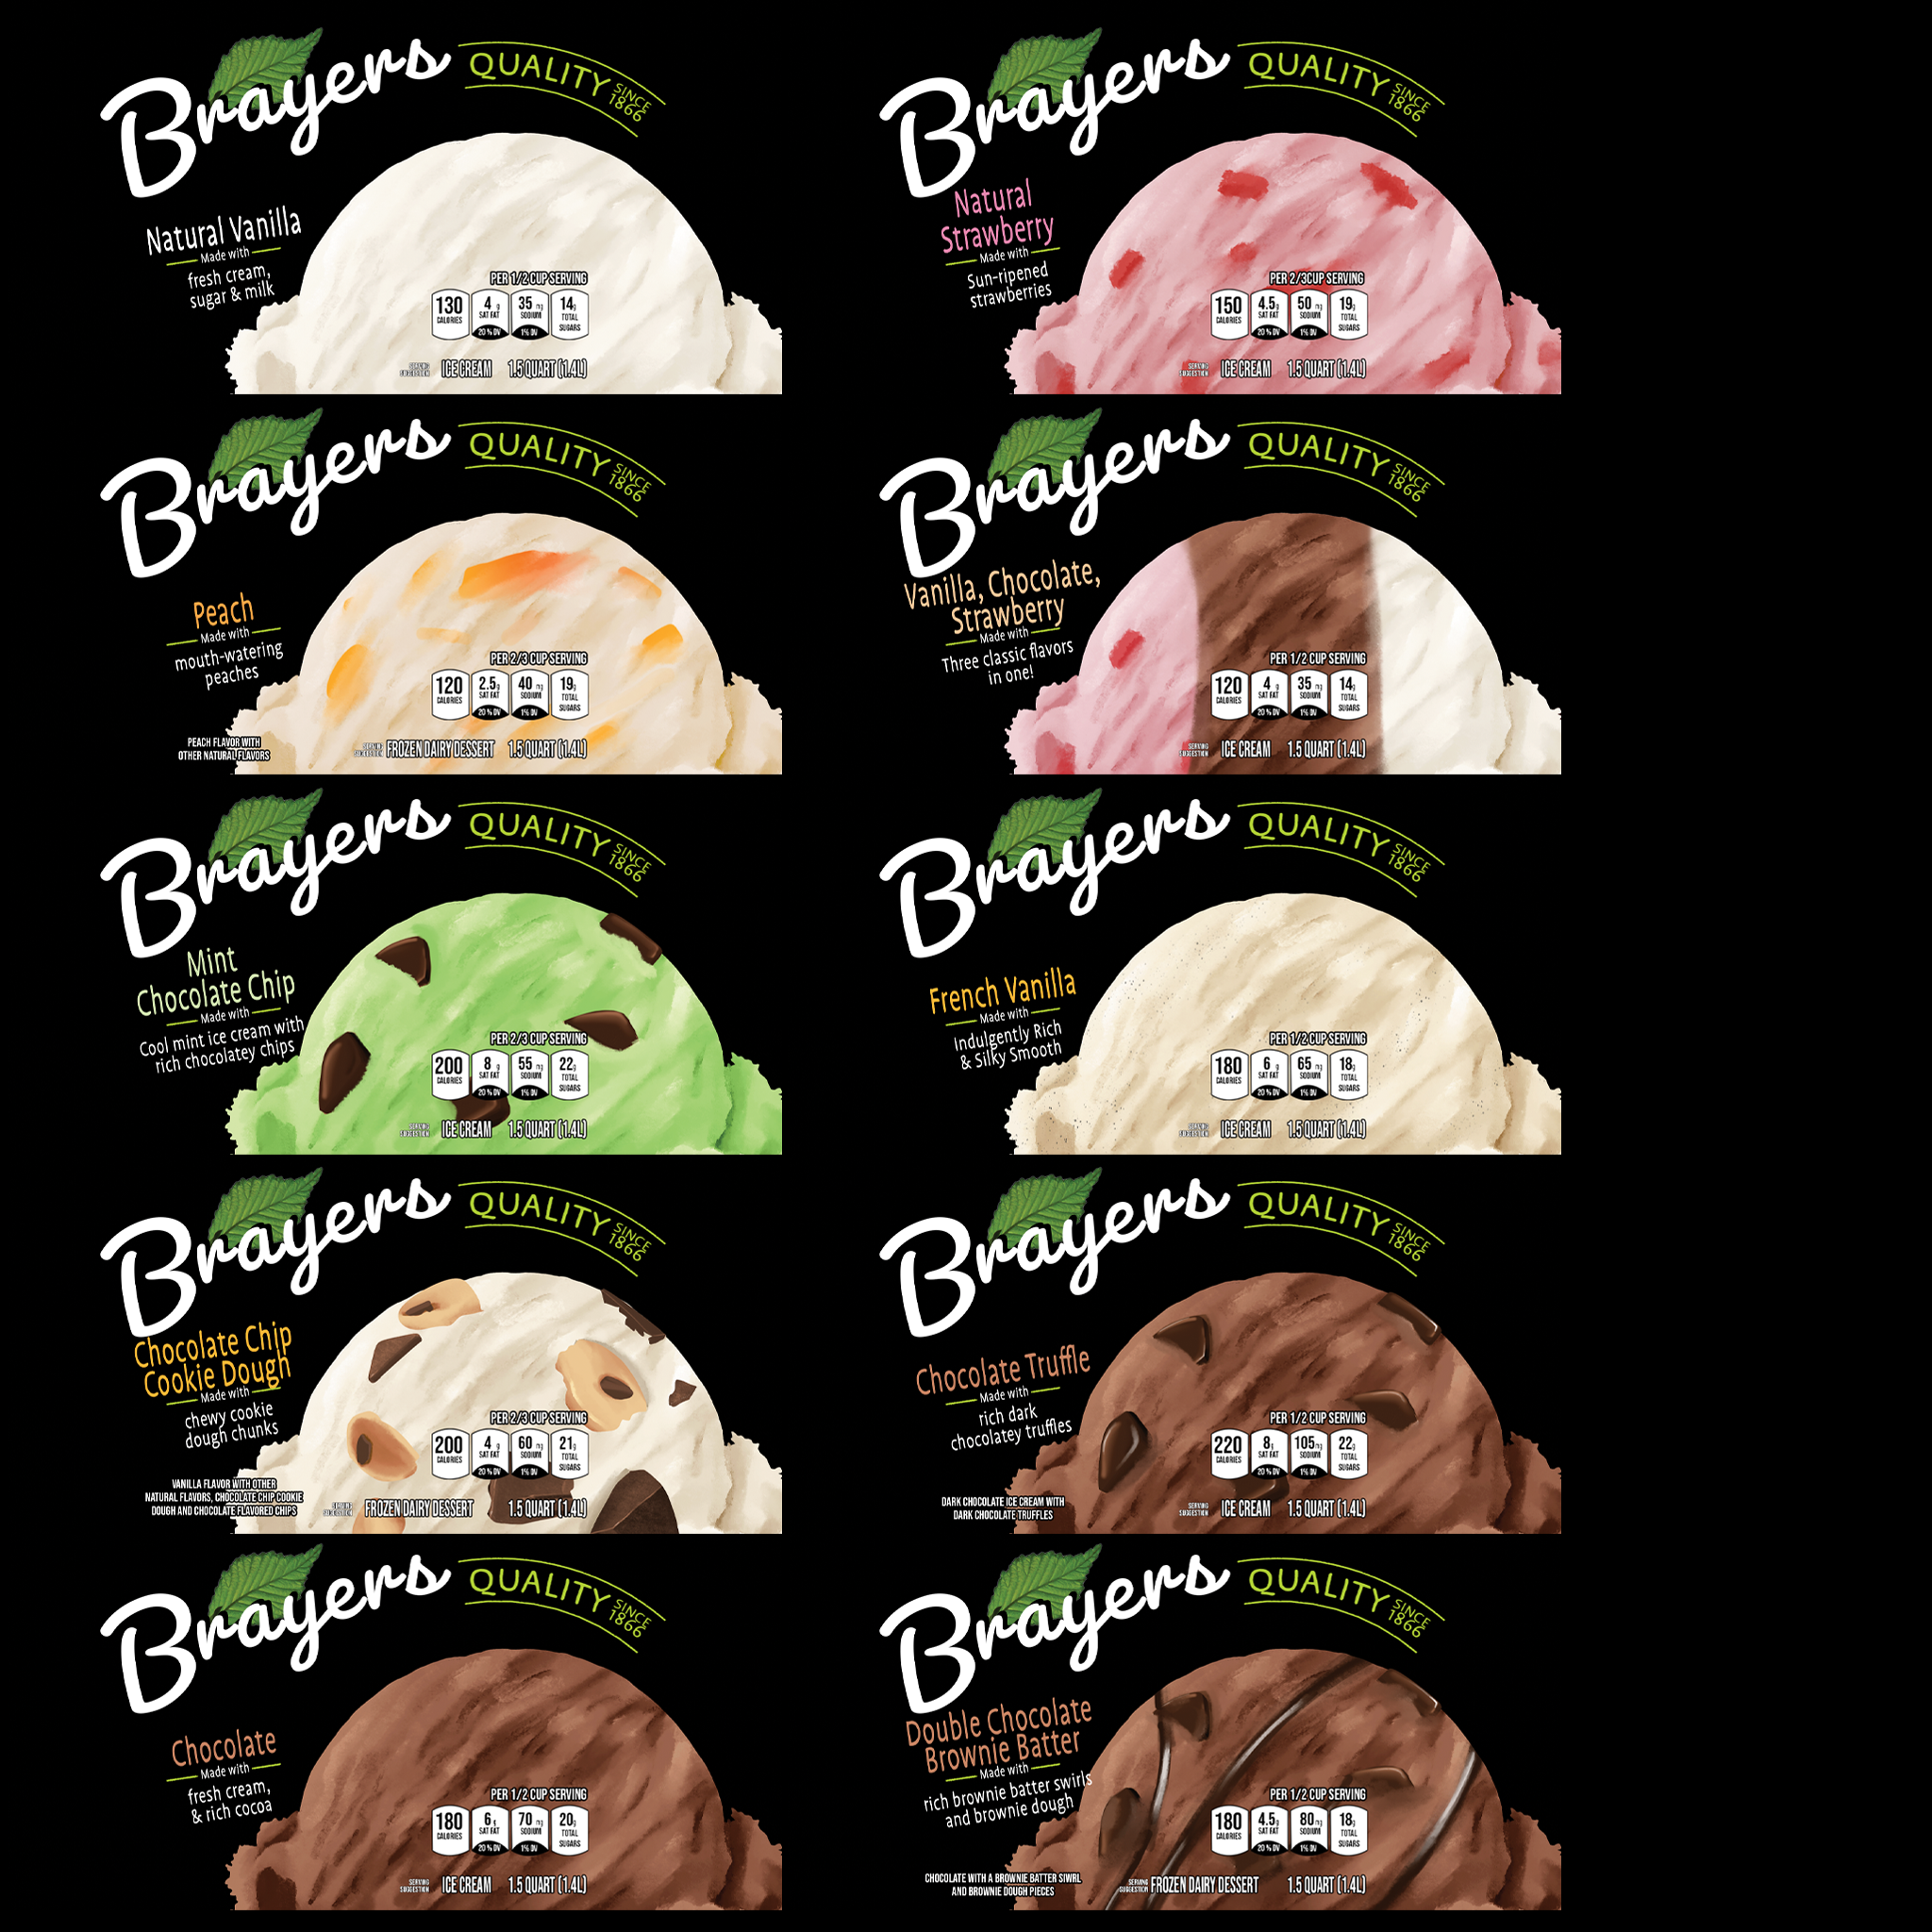 Brayers
QUALITY
SINCE
1866
Natural Vanilla
Made with
fresh cream,
sugar & milk
PER 1/2 CUP SERVING
130 CALORIES
4 g SAT FAT 20% DV
35 mg SODIUM 1% DV
14g TOTAL SUGARS
SERVING
SUGGESTION
ICE CREAM 1.5 QUART (1.4L)
Brayers
QUALITY
SINCE
1866
Natural
Strawberry
Made with
Sun-ripened
strawberries
PER 2/3CUP SERVING
150 CALORIES
4.5g SAT FAT 20% DV
50 mg SODIUM 1% DV
19g TOTAL SUGARS
SERVING
SUGGESTION
ICE CREAM 1.5 QUART (1.4L)
Brayers
QUALITY
SINCE
1866
Peach
Made with
mouth-watering
peaches
PER 2/3 CUP SERVING
120 CALORIES
2.5g SAT FAT 20% DV
40 mg SODIUM 1% DV
19g TOTAL SUGARS
PEACH FLAVOR WITH
OTHER NATURAL FLAVORS
SERVING
SUGGESTION
FROZEN DAIRY DESSERT 1.5 QUART (1.4L)
Brayers
QUALITY
SINCE
1866
Vanilla, Chocolate,
Strawberry
Made with
Three classic flavors
in one!
PER 1/2 CUP SERVING
120 CALORIES
4 g SAT FAT 20% DV
35 mg SODIUM 1% DV
14g TOTAL SUGARS
SERVING
SUGGESTION
ICE CREAM 1.5 QUART (1.4L)
Brayers
QUALITY
SINCE
1866
Mint
Chocolate Chip
Made with
Cool mint ice cream with
rich chocolatey chips
PER 2/3 CUP SERVING
200 CALORIES
8 g SAT FAT 20% DV
55 mg SODIUM 1% DV
22g TOTAL SUGARS
SERVING
SUGGESTION
ICE CREAM 1.5 QUART (1.4L)
Brayers
QUALITY
SINCE
1866
French Vanilla
Made with
Indulgently Rich
& Silky Smooth
PER 1/2 CUP SERVING
180 CALORIES
6 g SAT FAT 20% DV
65 mg SODIUM 1% DV
18g TOTAL SUGARS
SERVING
SUGGESTION
ICE CREAM 1.5 QUART (1.4L)
Brayers
QUALITY
SINCE
1866
Chocolate Chip
Cookie Dough
Made with
chewy cookie
dough chunks
PER 2/3 CUP SERVING
200 CALORIES
4 g SAT FAT 20% DV
60 mg SODIUM 1% DV
21g TOTAL SUGARS
VANILLA FLAVOR WITH OTHER
NATURAL FLAVORS, CHOCOLATE CHIP COOKIE
DOUGH AND CHOCOLATE FLAVORED CHIPS
SERVING
SUGGESTION
FROZEN DAIRY DESSERT 1.5 QUART (1.4L)
Brayers
QUALITY
SINCE
1866
Chocolate Truffle
Made with
rich dark
chocolatey truffles
PER 1/2 CUP SERVING
220 CALORIES
8g SAT FAT 20% DV
105mg SODIUM 1% DV
22g TOTAL SUGARS
DARK CHOCOLATE ICE CREAM WITH
DARK CHOCOLATE TRUFFLES
SERVING
SUGGESTION
ICE CREAM 1.5 QUART (1.4L)
Brayers
QUALITY
SINCE
1866
Chocolate
Made with
fresh cream,
& rich cocoa
PER 1/2 CUP SERVING
180 CALORIES
6g SAT FAT 20% DV
70 mg SODIUM 1% DV
20g TOTAL SUGARS
SERVING
SUGGESTION
ICE CREAM 1.5 QUART (1.4L)
Brayers
QUALITY
SINCE
1866
Double Chocolate
Brownie Batter
Made with
rich brownie batter swirls
and brownie dough
PER 1/2 CUP SERVING
180 CALORIES
4.5g SAT FAT 20% DV
80mg SODIUM 1% DV
18g TOTAL SUGARS
CHOCOLATE WITH A BROWNIE BATTER SIWRL
AND BROWNIE DOUGH PIECES
SERVING
SUGGESTION
FROZEN DAIRY DESSERT 1.5 QUART (1.4L)